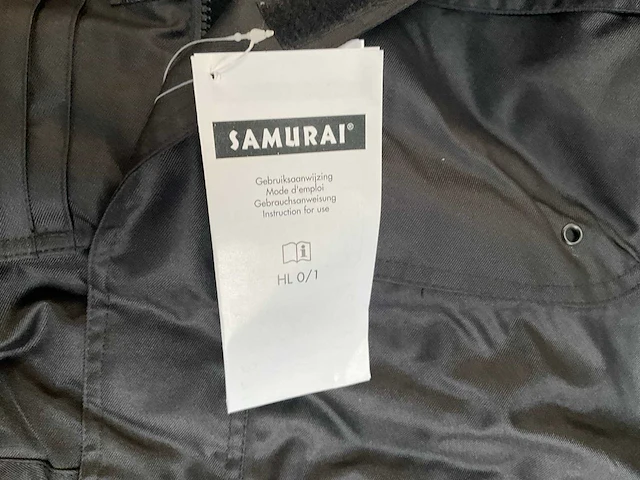 SAMURAI®
Gebruiksaanwijzing
Mode d'emploi
Gebrauchsanweisung
Instruction for use
i
HL 0/1